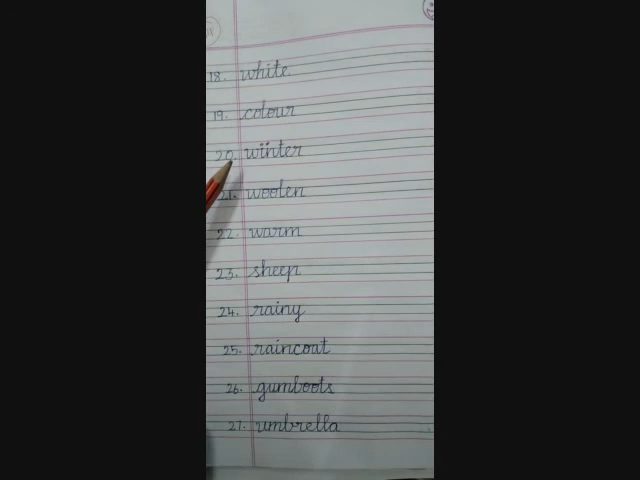 18. white
19. colour
20. winter
21. woolen
22. warm
23. sheep
24. rainy
25. raincoat
26. gumboots
27. umbrella